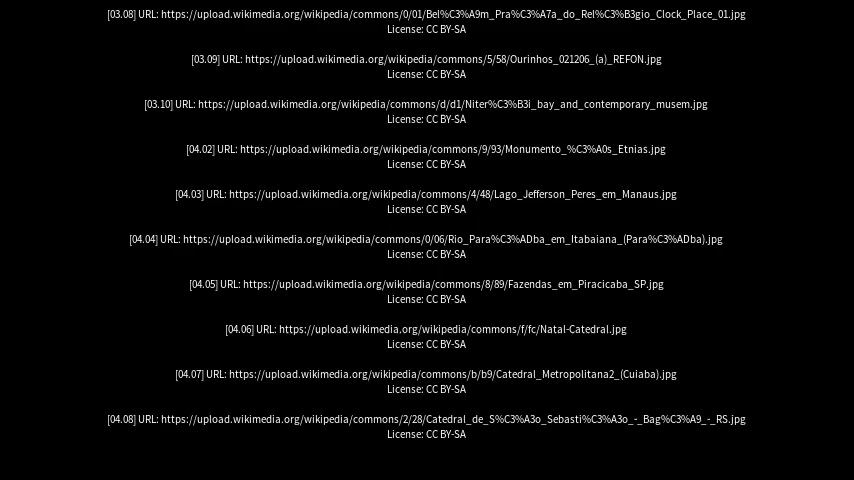 [03.08] URL: https://upload.wikimedia.org/wikipedia/commons/0/01/Bel%C3%A9m_Pra%C3%A7a_do_Rel%C3%B3gio_Clock_Place_01.jpg
License: CC BY-SA
[03.09] URL: https://upload.wikimedia.org/wikipedia/commons/5/58/Ourinhos_021206_(a)_REFON.jpg
License: CC BY-SA
[03.10] URL: https://upload.wikimedia.org/wikipedia/commons/d/d1/Niter%C3%B3i_bay_and_contemporary_musem.jpg
License: CC BY-SA
[04.02] URL: https://upload.wikimedia.org/wikipedia/commons/9/93/Monumento_%C3%A0s_Etnias.jpg
License: CC BY-SA
[04.03] URL: https://upload.wikimedia.org/wikipedia/commons/4/48/Lago_Jefferson_Peres_em_Manaus.jpg
License: CC BY-SA
[04.04] URL: https://upload.wikimedia.org/wikipedia/commons/0/06/Rio_Para%C3%ADba_em_Itabaiana_(Para%C3%ADba).jpg
License: CC BY-SA
[04.05] URL: https://upload.wikimedia.org/wikipedia/commons/8/89/Fazendas_em_Piracicaba_SP.jpg
License: CC BY-SA
[04.06] URL: https://upload.wikimedia.org/wikipedia/commons/f/fc/Natal-Catedral.jpg
License: CC BY-SA
[04.07] URL: https://upload.wikimedia.org/wikipedia/commons/b/b9/Catedral_Metropolitana2_(Cuiaba).jpg
License: CC BY-SA
[04.08] URL: https://upload.wikimedia.org/wikipedia/commons/2/28/Catedral_de_S%C3%A3o_Sebasti%C3%A3o_-_Bag%C3%A9_-_RS.jpg
License: CC BY-SA